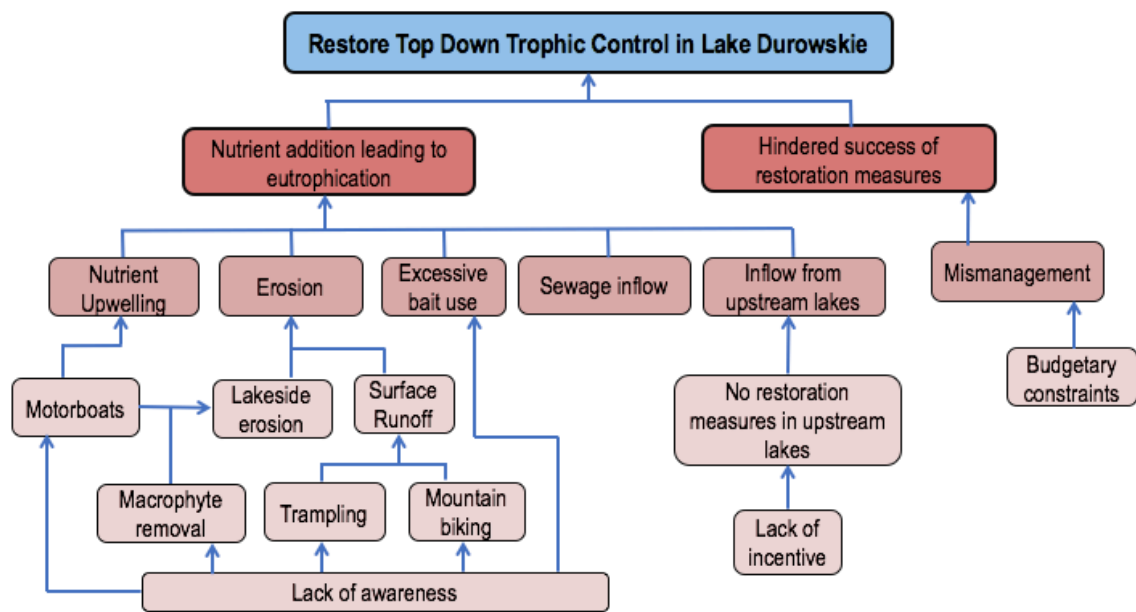 Restore Top Down Trophic Control in Lake Durowskie
Nutrient addition leading to
eutrophication
Hindered success of
restoration measures
Nutrient
Upwelling
Erosion
Excessive
bait use
Sewage inflow
Inflow from
upstream lakes
Mismanagement
Motorboats
Lakeside
erosion
Surface
Runoff
No restoration
measures in upstream
lakes
Budgetary
constraints
Macrophyte
removal
Trampling
Mountain
biking
Lack of
incentive
Lack of awareness